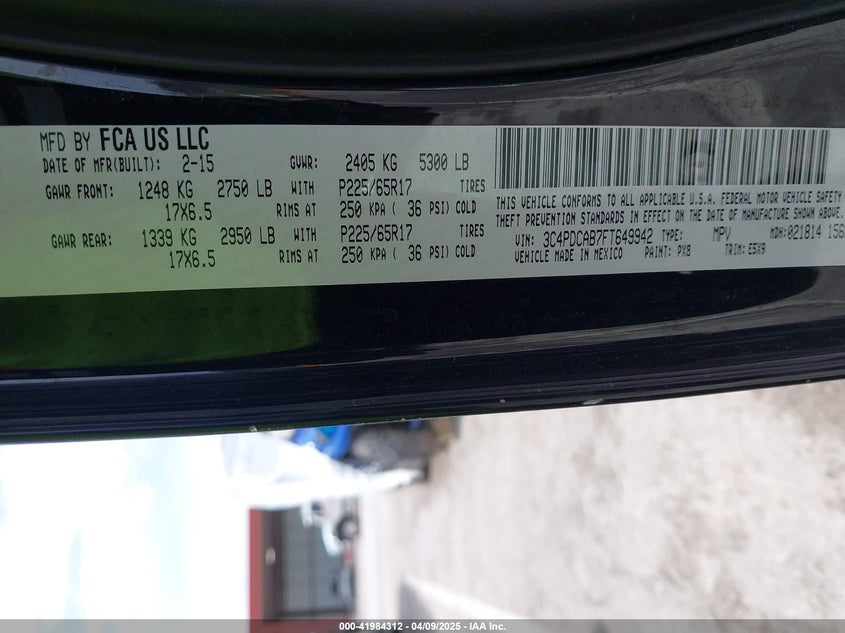 MFD BY FCA US LLC
DATE OF MFR(BUILT): 2-15 GVWR: 2405 KG 5300 LB
GAWR FRONT: 1248 KG 2750 LB WITH P225/65R17 TIRES
17X6.5 RIMS AT 250 KPA ( 36 PSI) COLD
GAWR REAR: 1339 KG 2950 LB WITH P225/65R17 TIRES
17X6.5 RIMS AT 250 KPA ( 36 PSI) COLD
THIS VEHICLE CONFORMS TO ALL APPLICABLE U.S.A. FEDERAL MOTOR VEHICLE SAFETY
THEFT PREVENTION STANDARDS IN EFFECT ON THE DATE OF MANUFACTURE SHOWN ABOVE.
VIN: 3C4PDCAB7FT649942 TYPE: MPV MDH:021814 156
VEHICLE MADE IN MEXICO PAINT: PX8 TRIM: E5X9
000-41984312 04/09/2025 - IAA Inc.